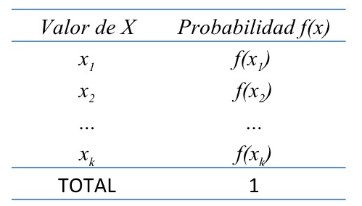 Valor de X Probabilidad f(x)
x₁ f(x₁)
x₂ f(x₂)
... ...
xₖ f(xₖ)
TOTAL 1